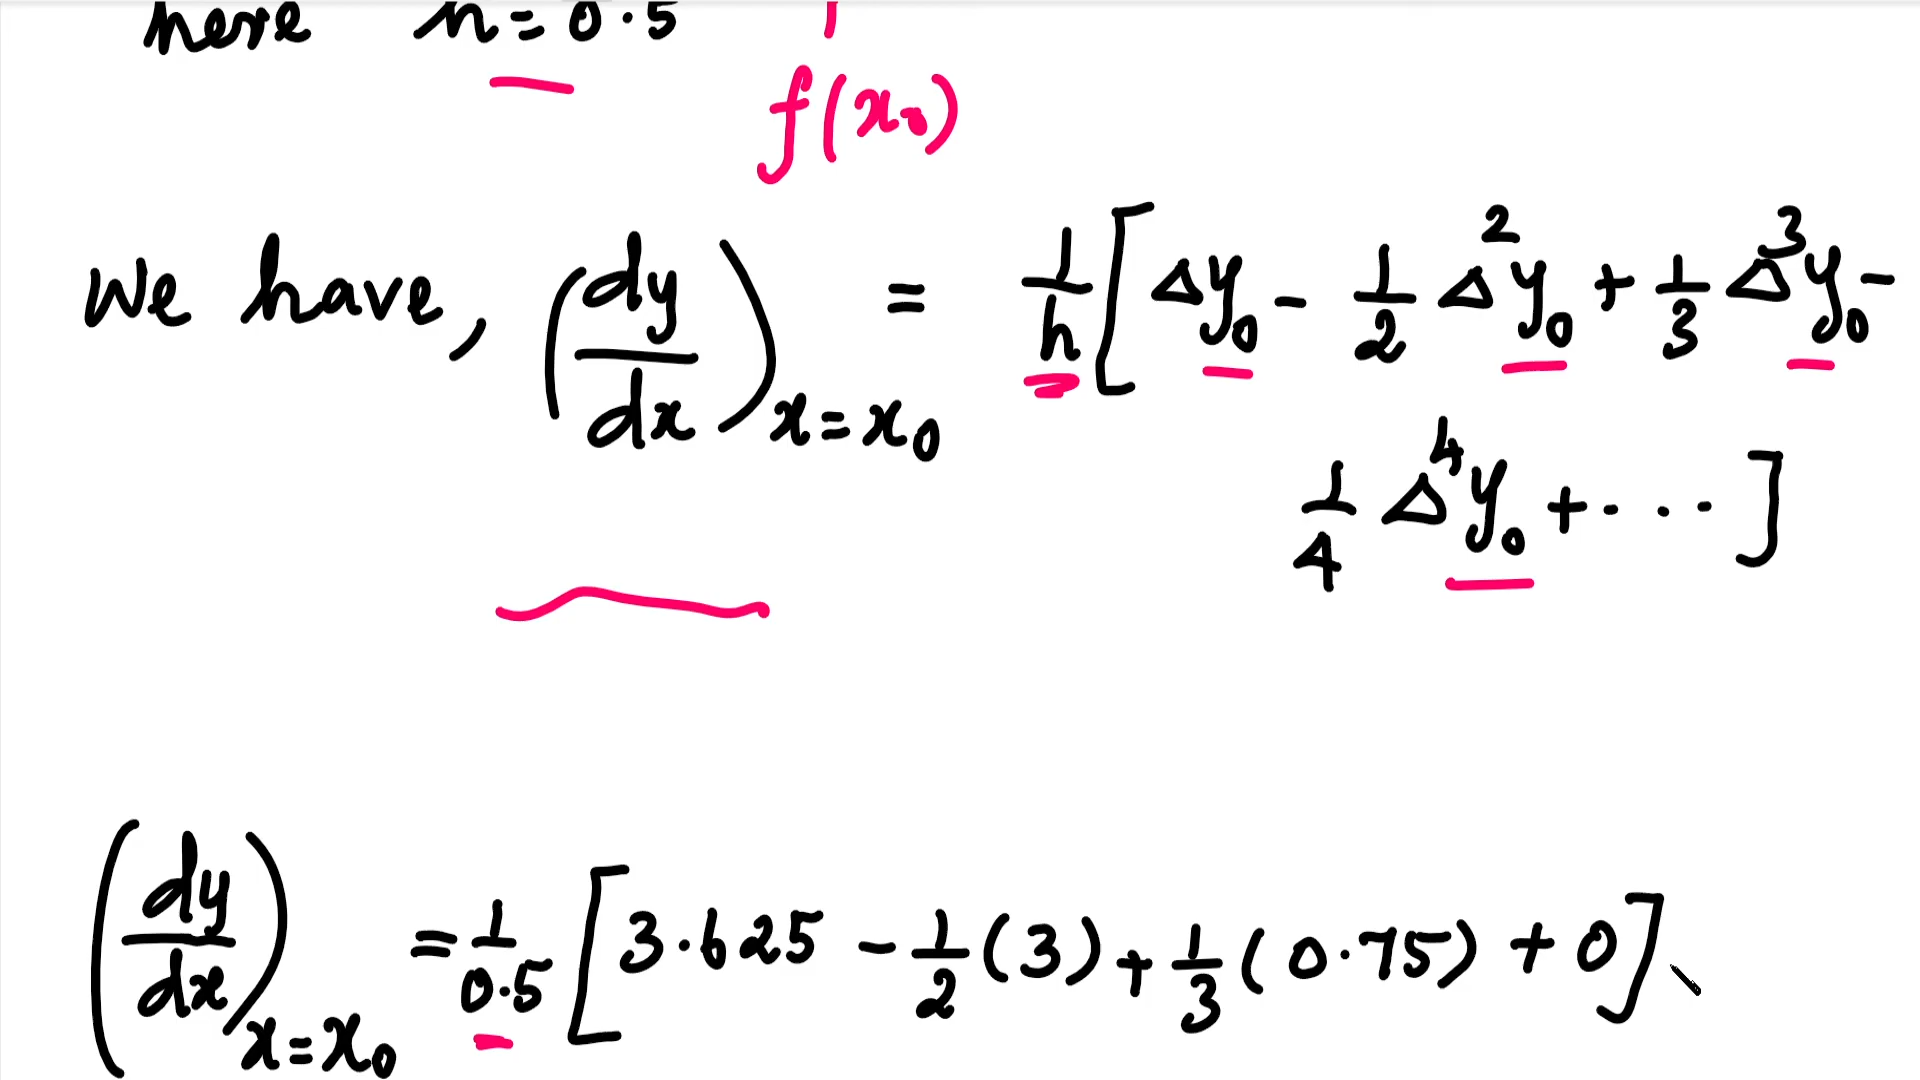 here h = 0.5
f(x₀)
We have, (dy/dx)ₓ₌ₓ₀ = 1/h [Δy₀ - 1/2 Δ²y₀ + 1/3 Δ³y₀ -
1/4 Δ⁴y₀ + . . . ]
(dy/dx)ₓ₌ₓ₀ = 1/0.5 [3.625 - 1/2 (3) + 1/3 (0.75) + 0]